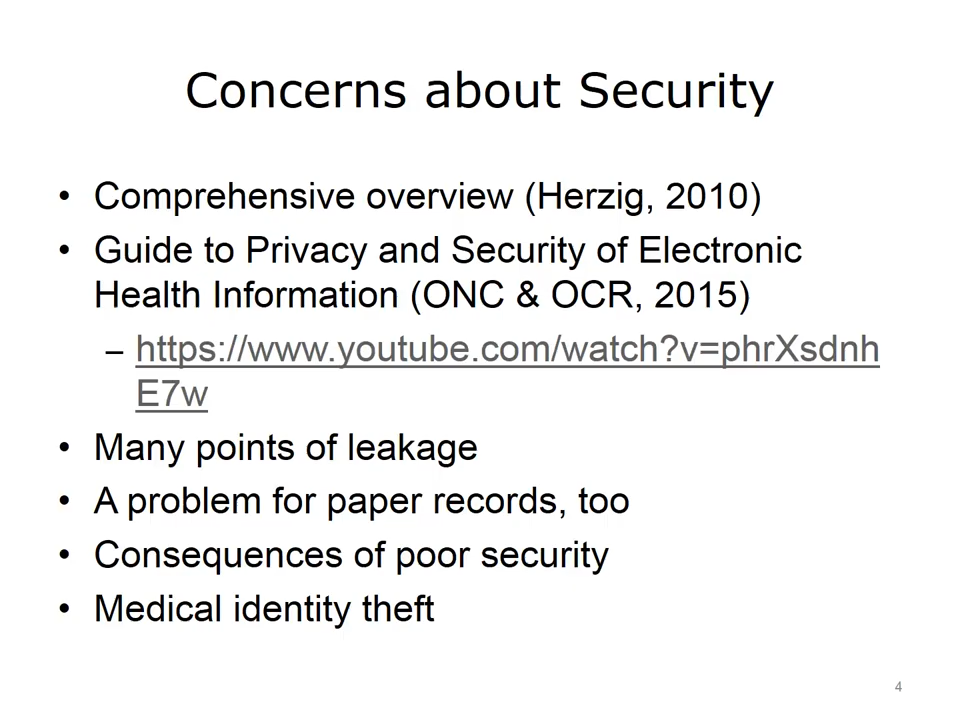 Concerns about Security
• Comprehensive overview (Herzig, 2010)
• Guide to Privacy and Security of Electronic
Health Information (ONC & OCR, 2015)
– https://www.youtube.com/watch?v=phrXsdnh
E7w
• Many points of leakage
• A problem for paper records, too
• Consequences of poor security
• Medical identity theft
4